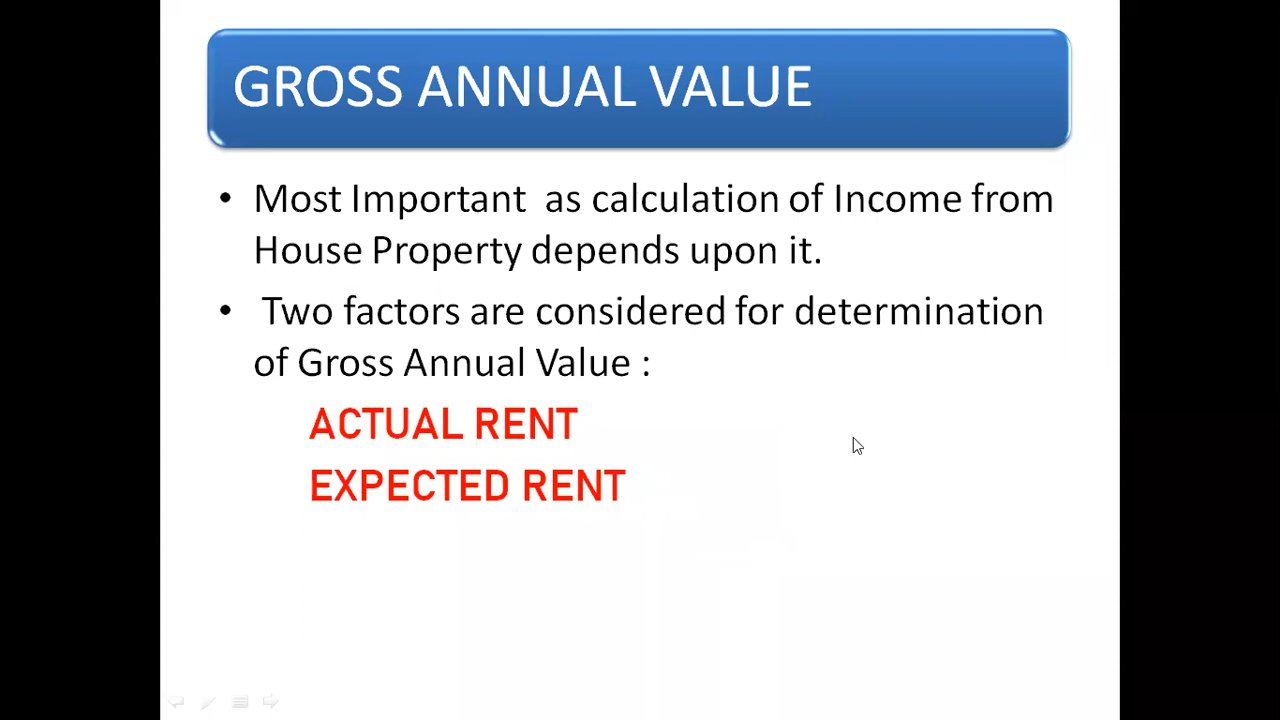 GROSS ANNUAL VALUE
• Most Important as calculation of Income from
House Property depends upon it.
• Two factors are considered for determination
of Gross Annual Value :
ACTUAL RENT
EXPECTED RENT